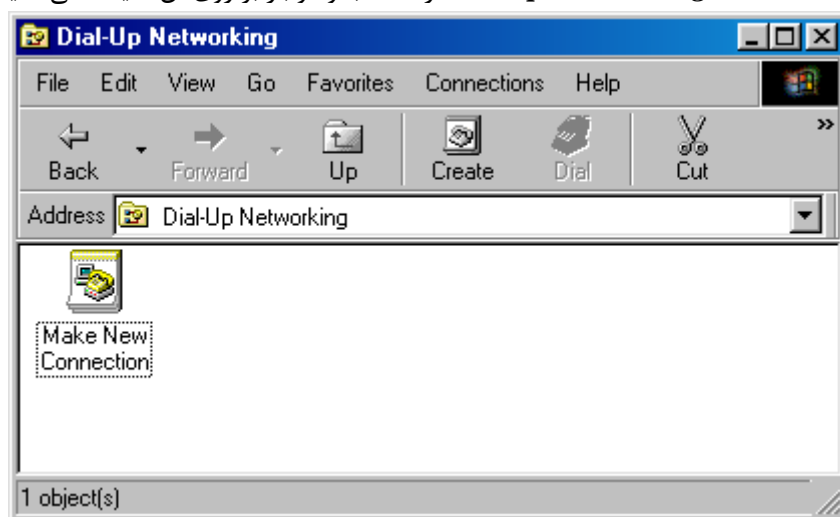 Dial-Up Networking
File Edit View Go Favorites Connections Help
Back Forward Up Create Dial Cut »
Address Dial-Up Networking
Make New
Connection
1 object(s)